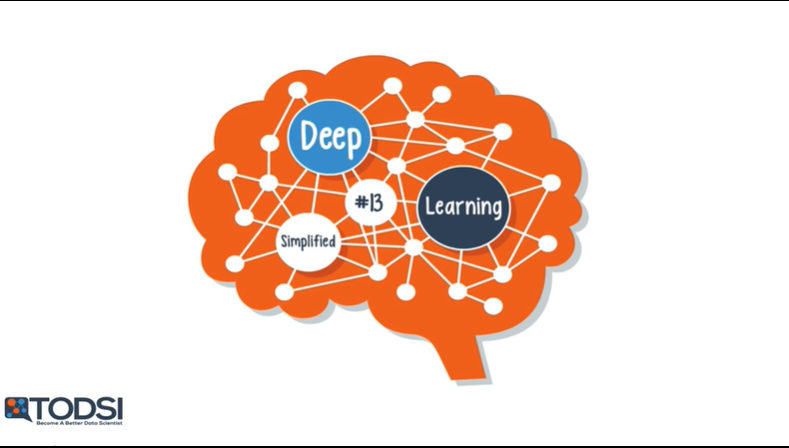 Deep
#13
Learning
Simplified
TODSI
Become A Better Data Scientist